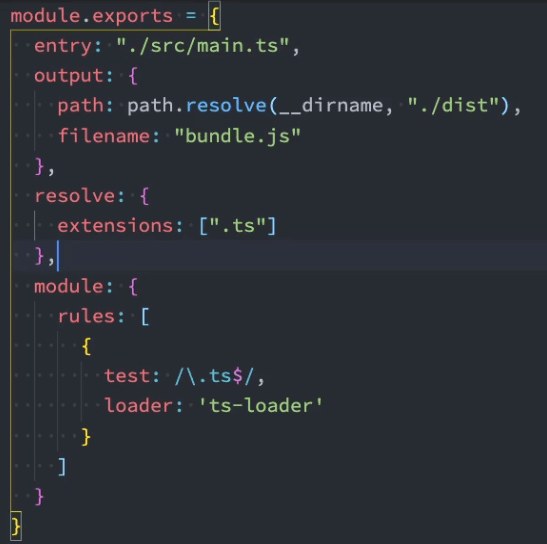 module.exports = {
  entry: "./src/main.ts",
  output: {
    path: path.resolve(__dirname, "./dist"),
    filename: "bundle.js"
  },
  resolve: {
    extensions: [".ts"]
  },
  module: {
    rules: [
      {
        test: /\.ts$/,
        loader: 'ts-loader'
      }
    ]
  }
}